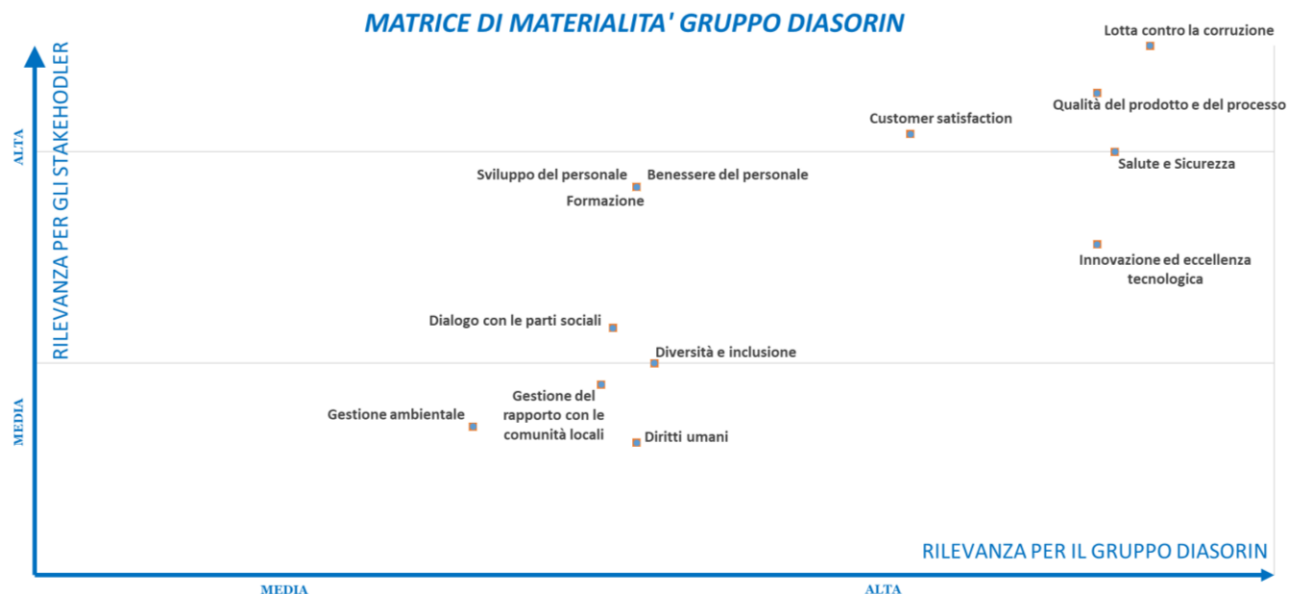 MATRICE DI MATERIALITA' GRUPPO DIASORIN
Lotta contro la corruzione
RILEVANZA PER GLI STAKEHODLER
ALTA
Qualità del prodotto e del processo
Customer satisfaction
Salute e Sicurezza
Sviluppo del personale
Benessere del personale
Formazione
Innovazione ed eccellenza
tecnologica
Dialogo con le parti sociali
Diversità e inclusione
MEDIA
Gestione ambientale
Gestione del
rapporto con le
comunità locali
Diritti umani
RILEVANZA PER IL GRUPPO DIASORIN
MEDIA
ALTA